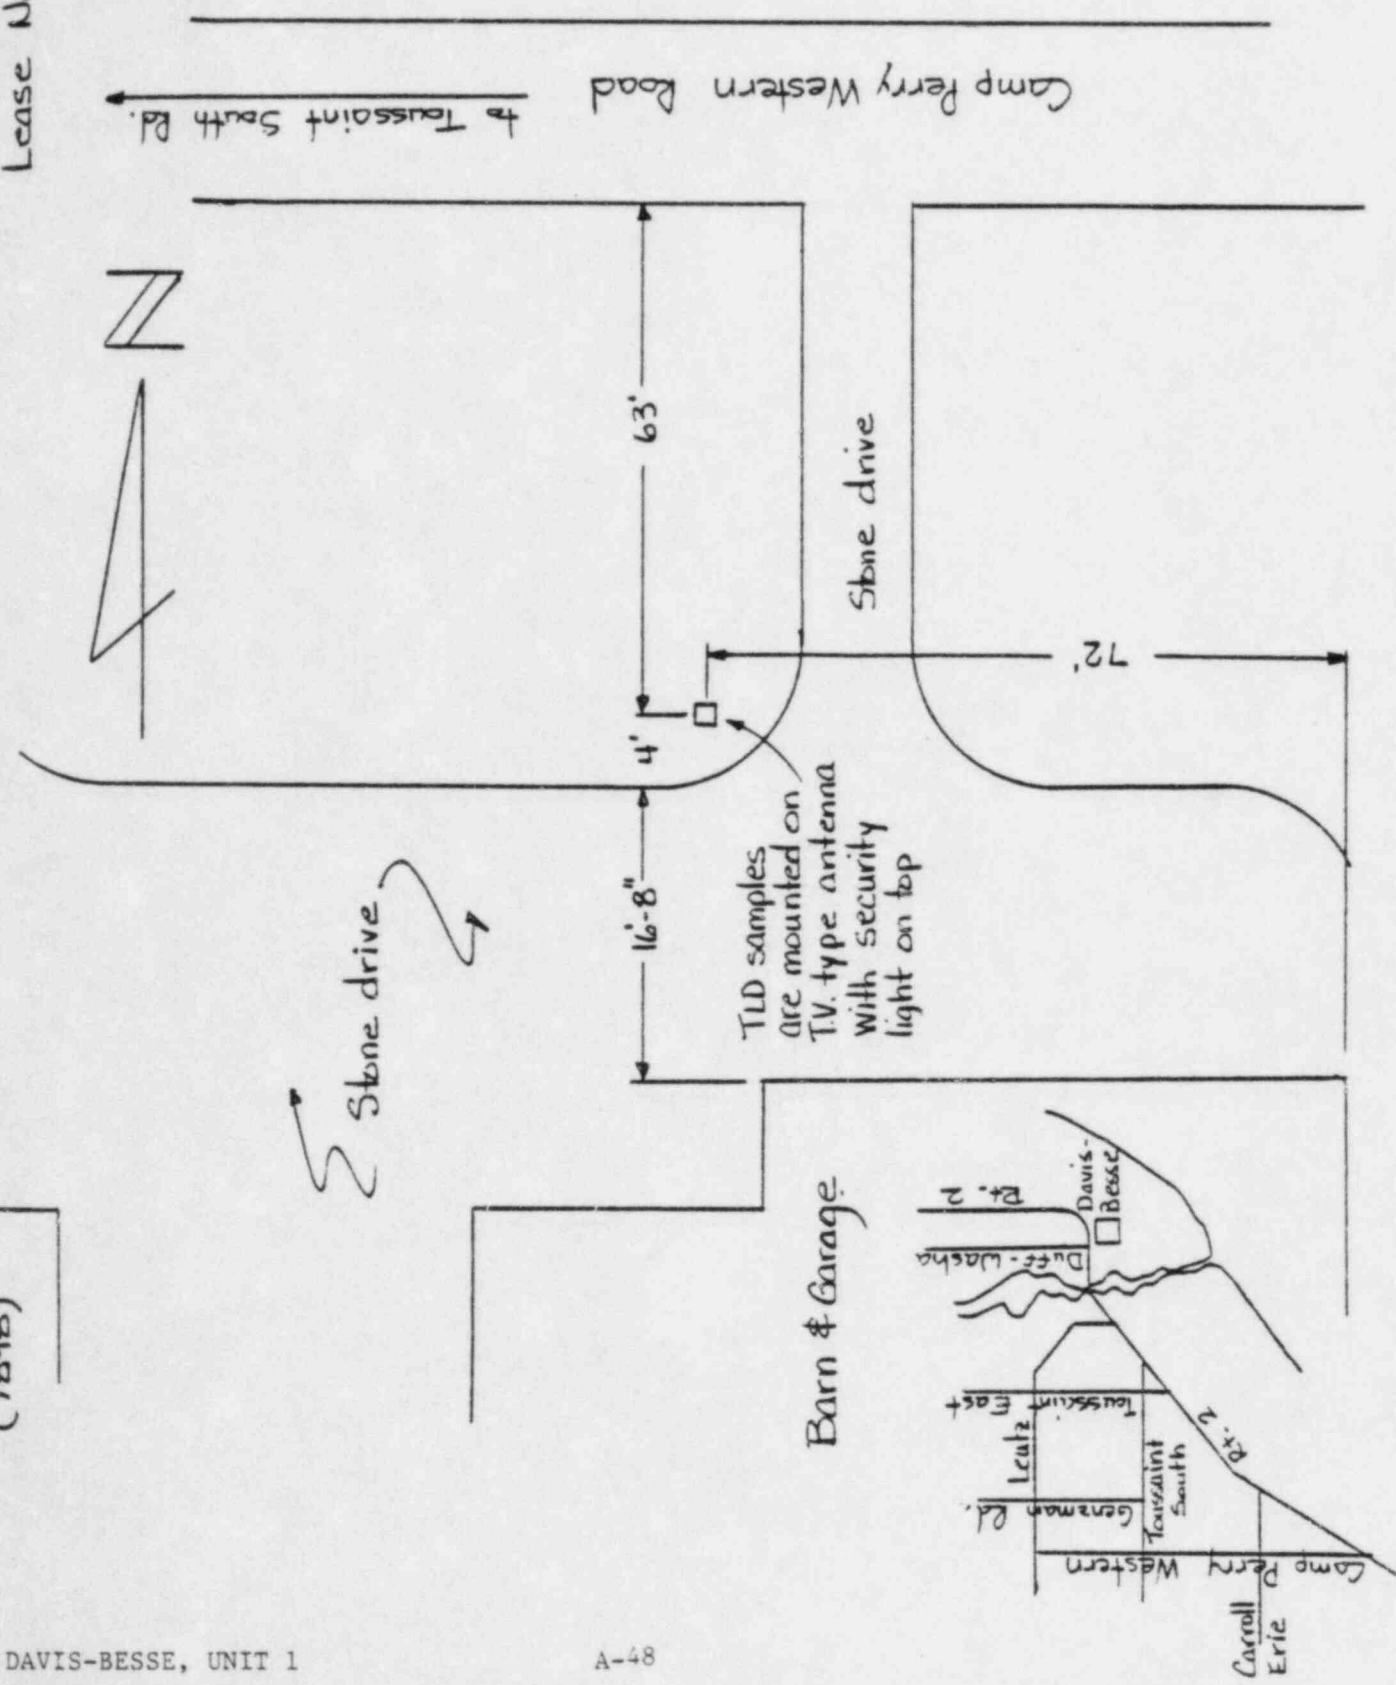 Lease N
to Toussaint South Rd.
Camp Perry Western Road
N
63'
Stone drive
72'
4'
16'-8"
TLD samples
are mounted on
T.V. type antenna
With security
light on top
Stone drive
Barn & Garage
Rt. 2
Davis-
Besse
Duff-Washa
Toussaint East
Leutz
Genzman Rd.
Toussaint
South
Rt. 2
Camp Perry Western
Carroll
Erie
DAVIS-BESSE, UNIT 1
A-48